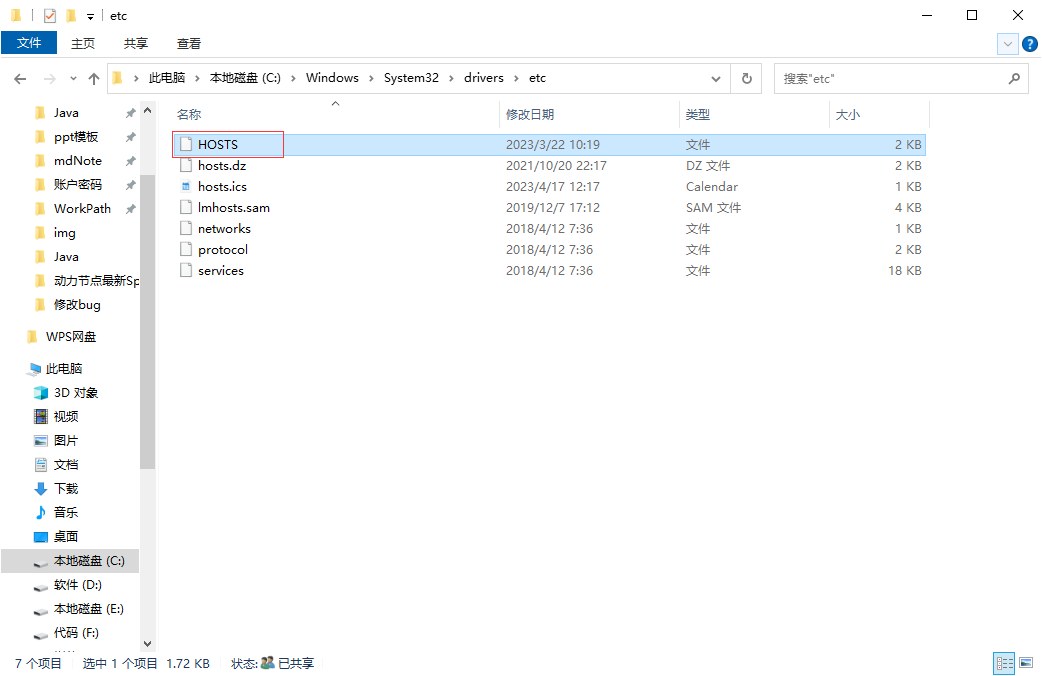 etc
文件 主页 共享 查看
此电脑 本地磁盘 (C:) Windows System32 drivers etc 搜索"etc"
名称 修改日期 类型 大小
HOSTS 2023/3/22 10:19 文件 2 KB
hosts.dz 2021/10/20 22:17 DZ 文件 2 KB
hosts.ics 2023/4/17 12:17 Calendar 1 KB
lmhosts.sam 2019/12/7 17:12 SAM 文件 4 KB
networks 2018/4/12 7:36 文件 1 KB
protocol 2018/4/12 7:36 文件 2 KB
services 2018/4/12 7:36 文件 18 KB
Java
ppt模板
mdNote
账户密码
WorkPath
img
Java
动力节点最新Sp
修改bug
WPS网盘
此电脑
3D 对象
视频
图片
文档
下载
音乐
桌面
本地磁盘 (C:)
软件 (D:)
本地磁盘 (E:)
代码 (F:)
7 个项目 选中 1 个项目 1.72 KB 状态: 已共享